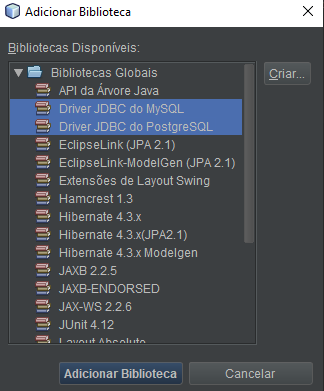 Adicionar Biblioteca
Bibliotecas Disponíveis:
Bibliotecas Globais
Criar...
API da Árvore Java
Driver JDBC do MySQL
Driver JDBC do PostgreSQL
EclipseLink (JPA 2.1)
EclipseLink-ModelGen (JPA 2.1)
Extensões de Layout Swing
Hamcrest 1.3
Hibernate 4.3.x
Hibernate 4.3.x(JPA2.1)
Hibernate 4.3.x Modelgen
JAXB 2.2.5
JAXB-ENDORSED
JAX-WS 2.2.6
JUnit 4.12
Layout Absoluto
Adicionar Biblioteca
Cancelar